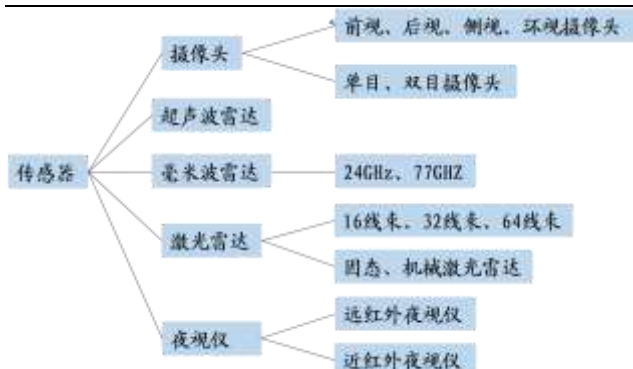 前视、后视、侧视、环视摄像头
摄像头
单目、双目摄像头
超声波雷达
传感器
毫米波雷达
24GHz、77GHZ
16线束、32线束、64线束
激光雷达
固态、机械激光雷达
远红外夜视仪
夜视仪
近红外夜视仪